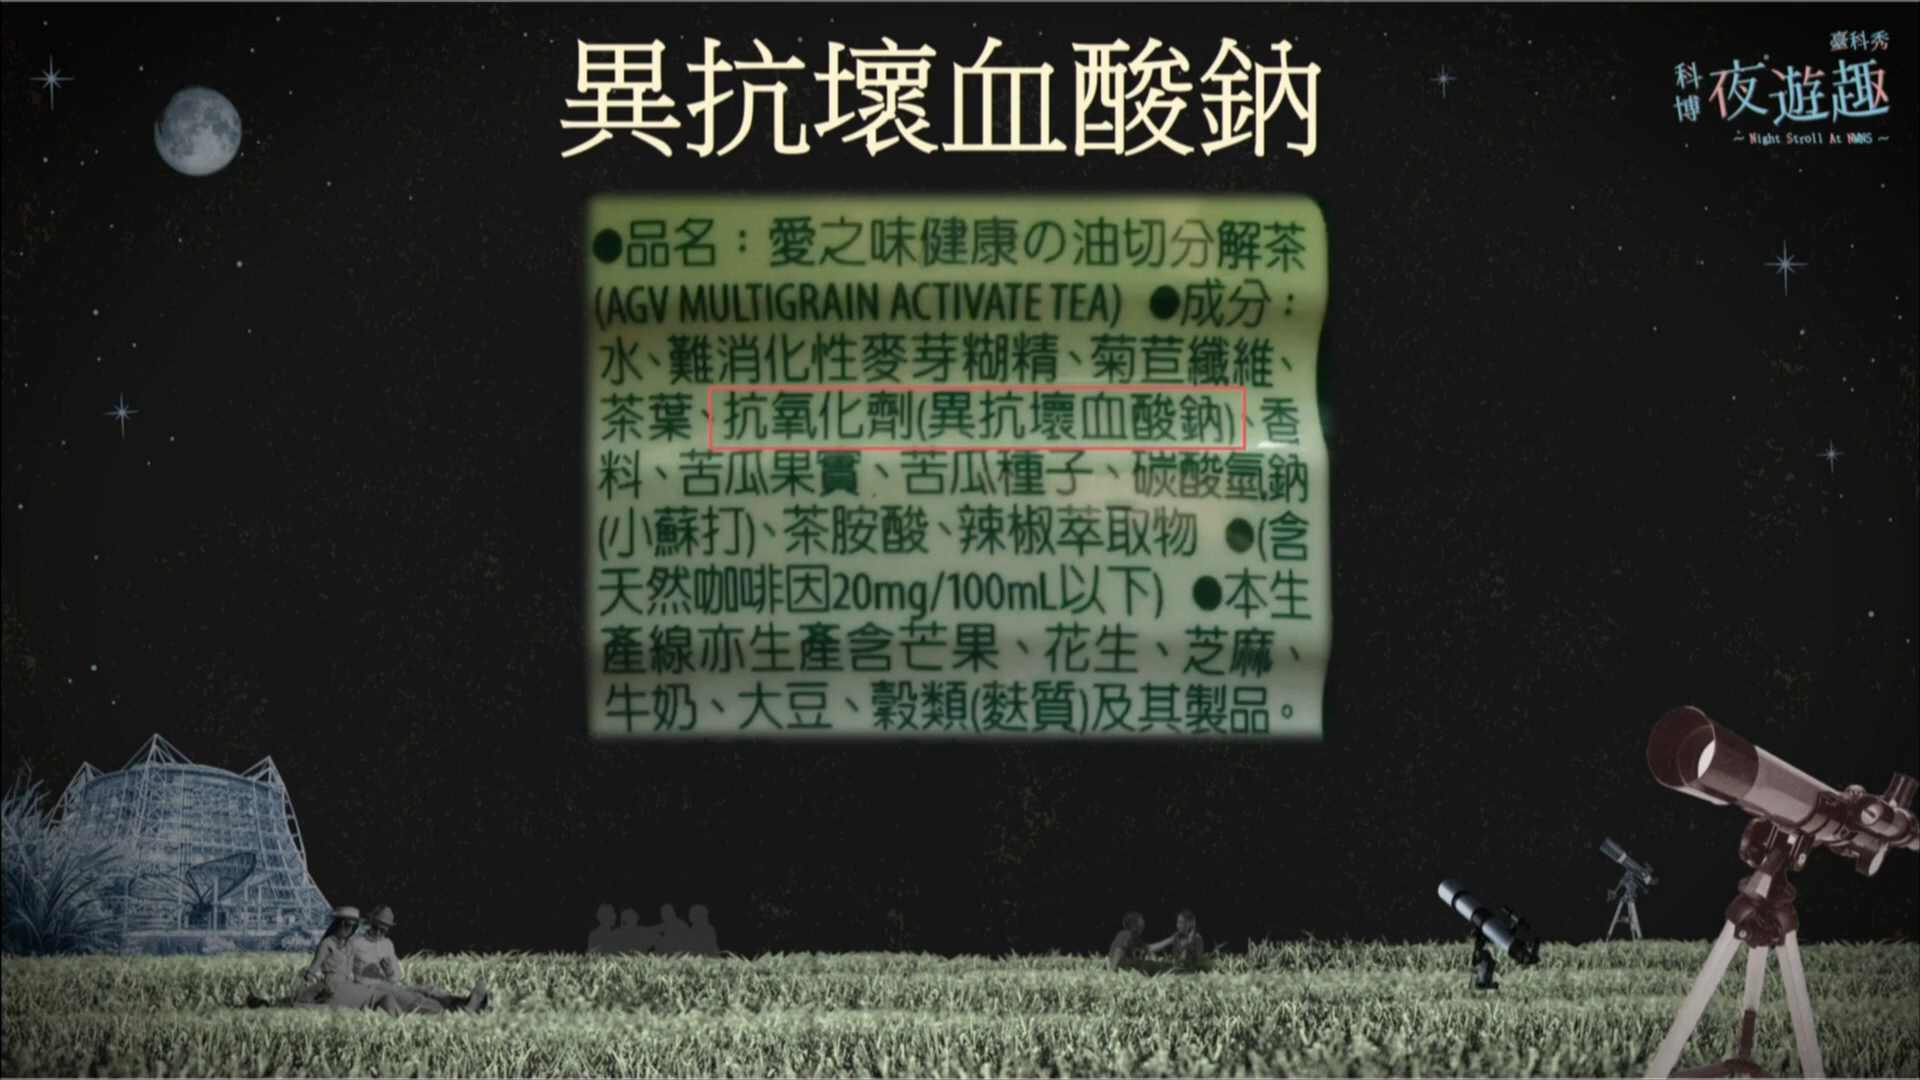 異抗壞血酸鈉
臺科秀
科博 夜遊趣
~ Night Stroll At NMNS ~
●品名：愛之味健康の油切分解茶
(AGV MULTIGRAIN ACTIVATE TEA) ●成分：
水、難消化性麥芽糊精、菊苣纖維、
茶葉、抗氧化劑(異抗壞血酸鈉)、香
料、苦瓜果實、苦瓜種子、碳酸氫鈉
(小蘇打)、茶胺酸、辣椒萃取物 ●(含
天然咖啡因20mg/100mL以下) ●本生
產線亦生產含芒果、花生、芝麻、
牛奶、大豆、穀類(麩質)及其製品。